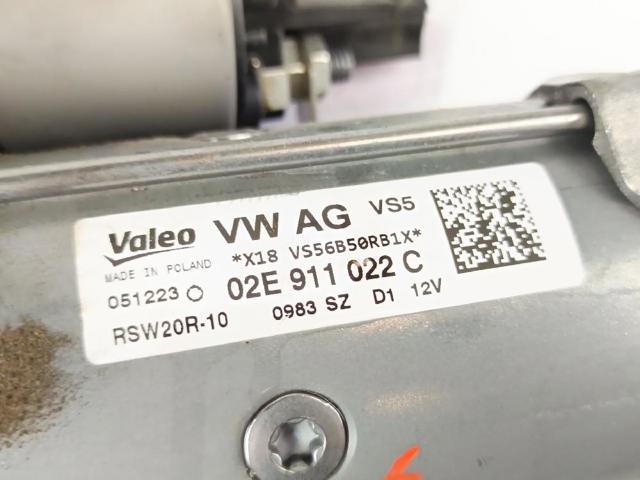 Valeo VW AG VS5
MADE IN POLAND *X18 VS56B50RB1X*
051223 02E 911 022 C
RSW20R-10 0983 SZ D1 12V